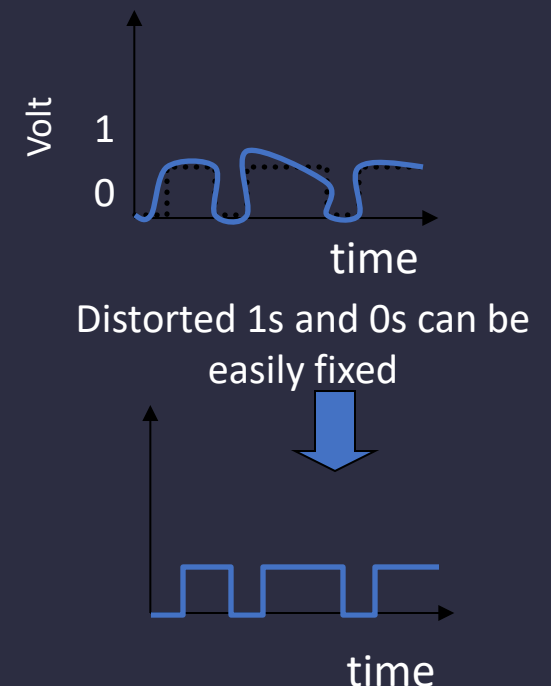 Volt
1
0
time
Distorted 1s and 0s can be
easily fixed
time